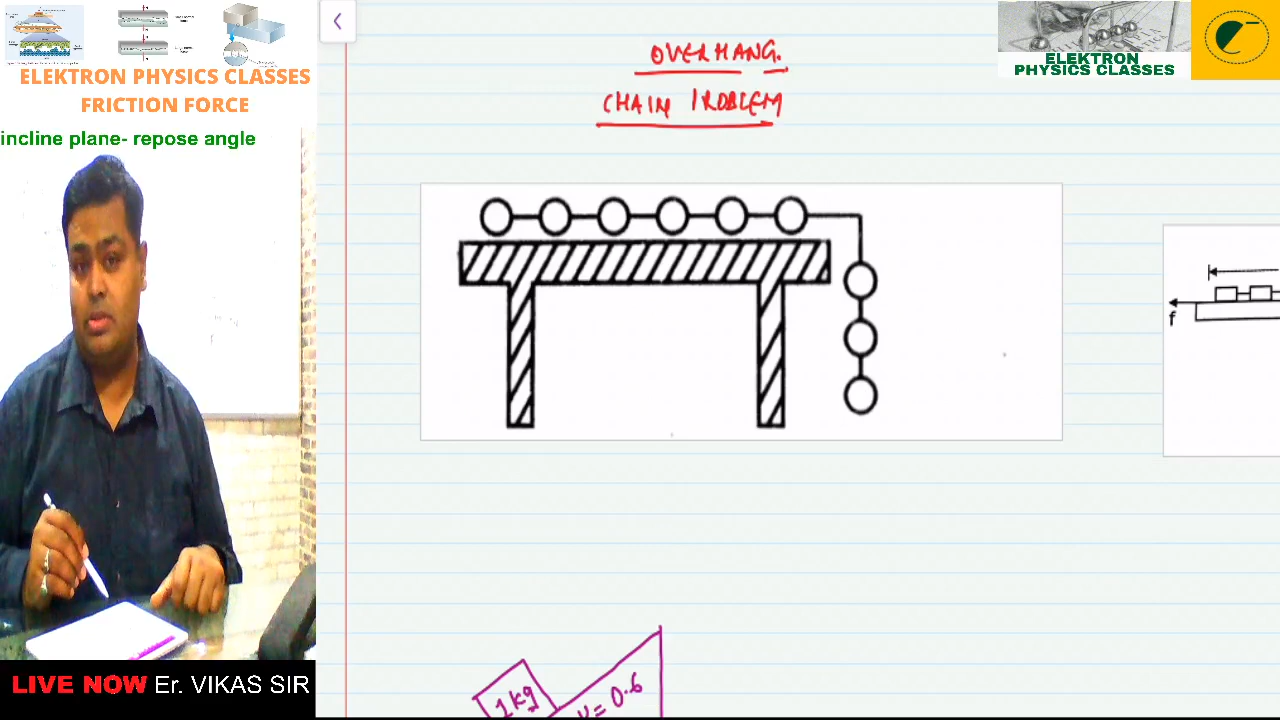 ELEKTRON PHYSICS CLASSES
FRICTION FORCE
incline plane- repose angle
OVERHANG.
CHAIN PROBLEM
ELEKTRON
PHYSICS CLASSES
f
1kg
μ= 0.6
LIVE NOW Er. VIKAS SIR